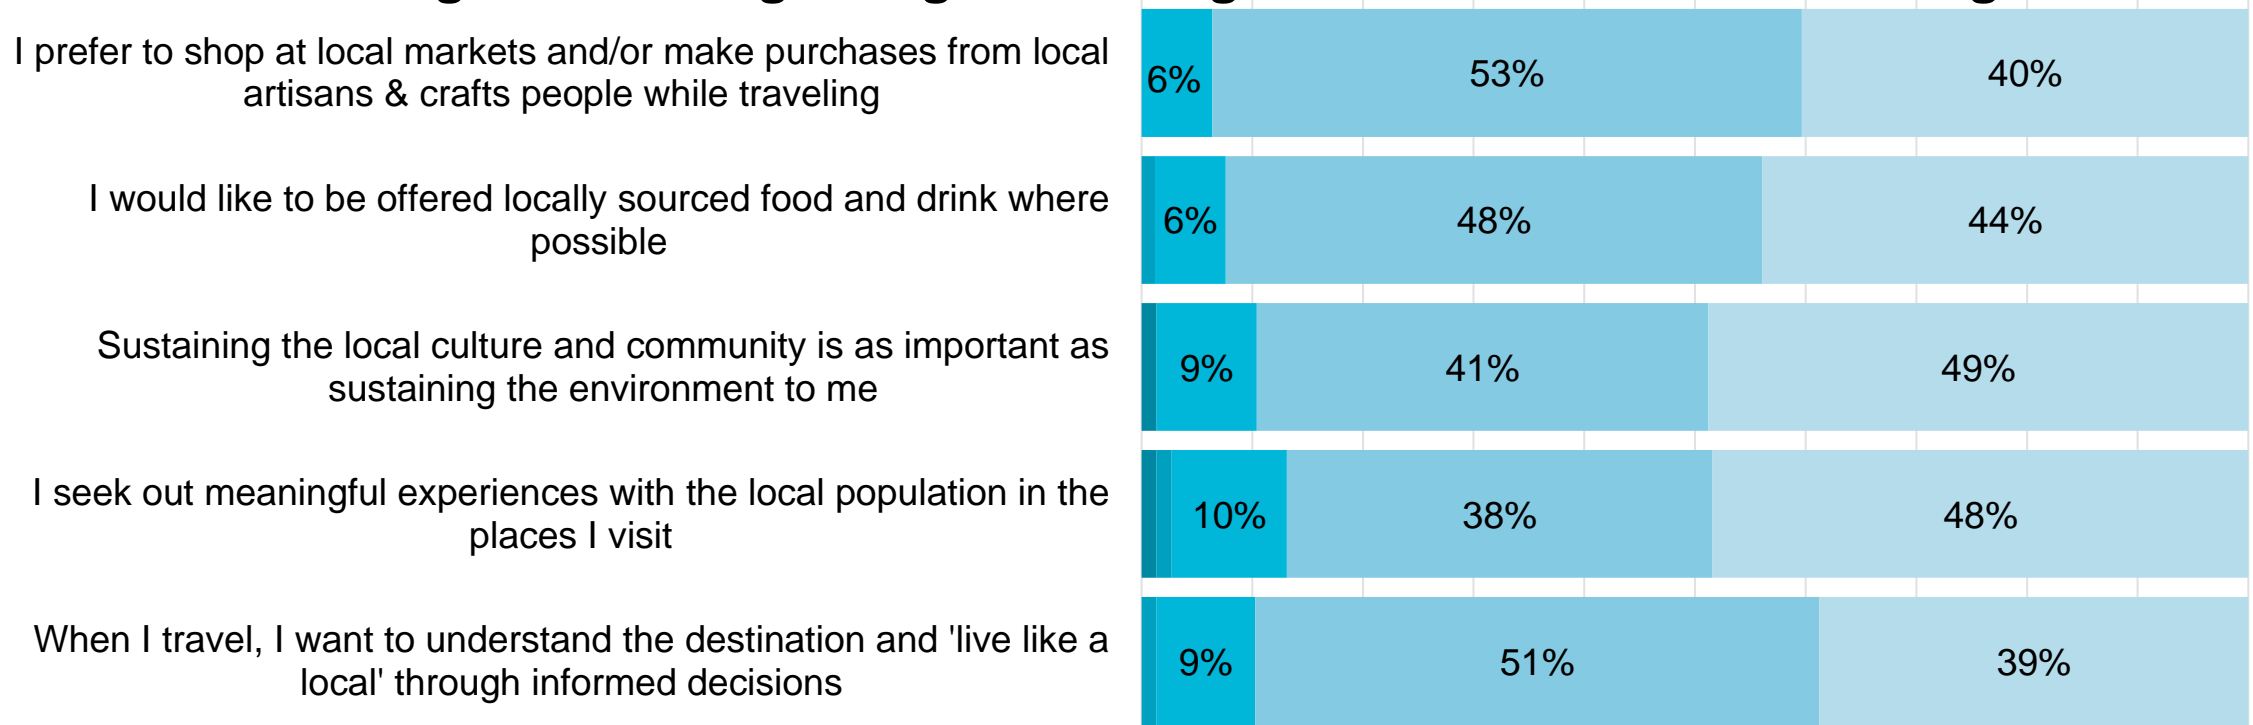 I prefer to shop at local markets and/or make purchases from local
artisans & crafts people while traveling
6% 53% 40%
I would like to be offered locally sourced food and drink where
possible
6% 48% 44%
Sustaining the local culture and community is as important as
sustaining the environment to me
9% 41% 49%
I seek out meaningful experiences with the local population in the
places I visit
10% 38% 48%
When I travel, I want to understand the destination and 'live like a
local' through informed decisions
9% 51% 39%